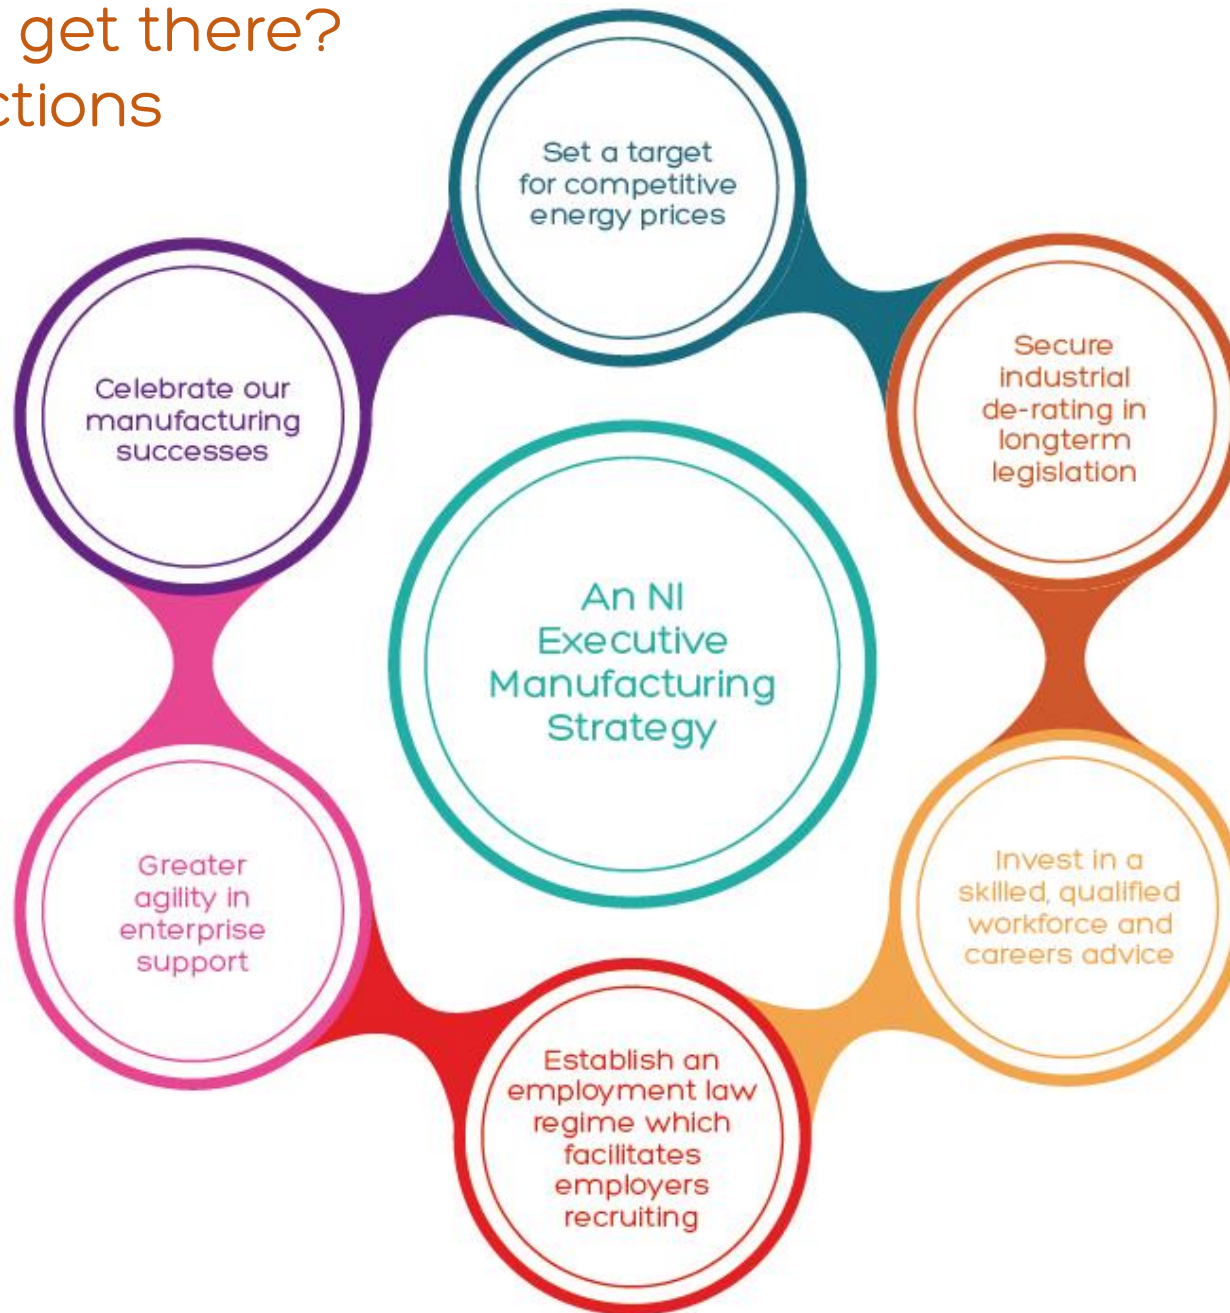 get there?
ctions
Set a target
for competitive
energy prices
Secure
industrial
de-rating in
longterm
legislation
Invest in a
skilled, qualified
workforce and
careers advice
Establish an
employment law
regime which
facilitates
employers
recruiting
Greater
agility in
enterprise
support
Celebrate our
manufacturing
successes
An NI
Executive
Manufacturing
Strategy